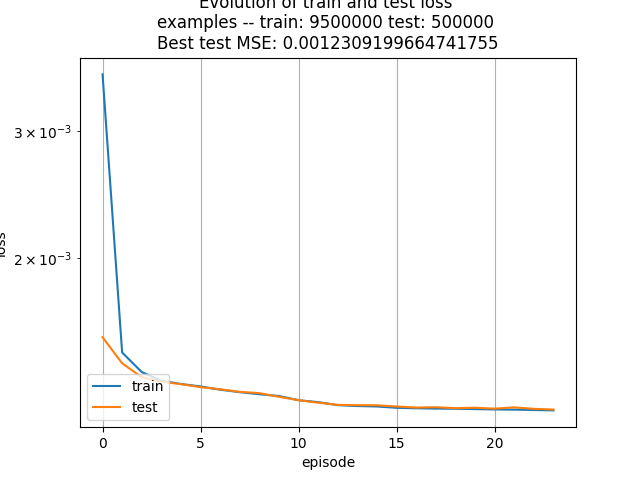 Evolution of train and test loss
examples -- train: 9500000 test: 500000
Best test MSE: 0.0012309199664741755
3 × 10⁻³
2 × 10⁻³
loss
train
test
0 5 10 15 20
episode